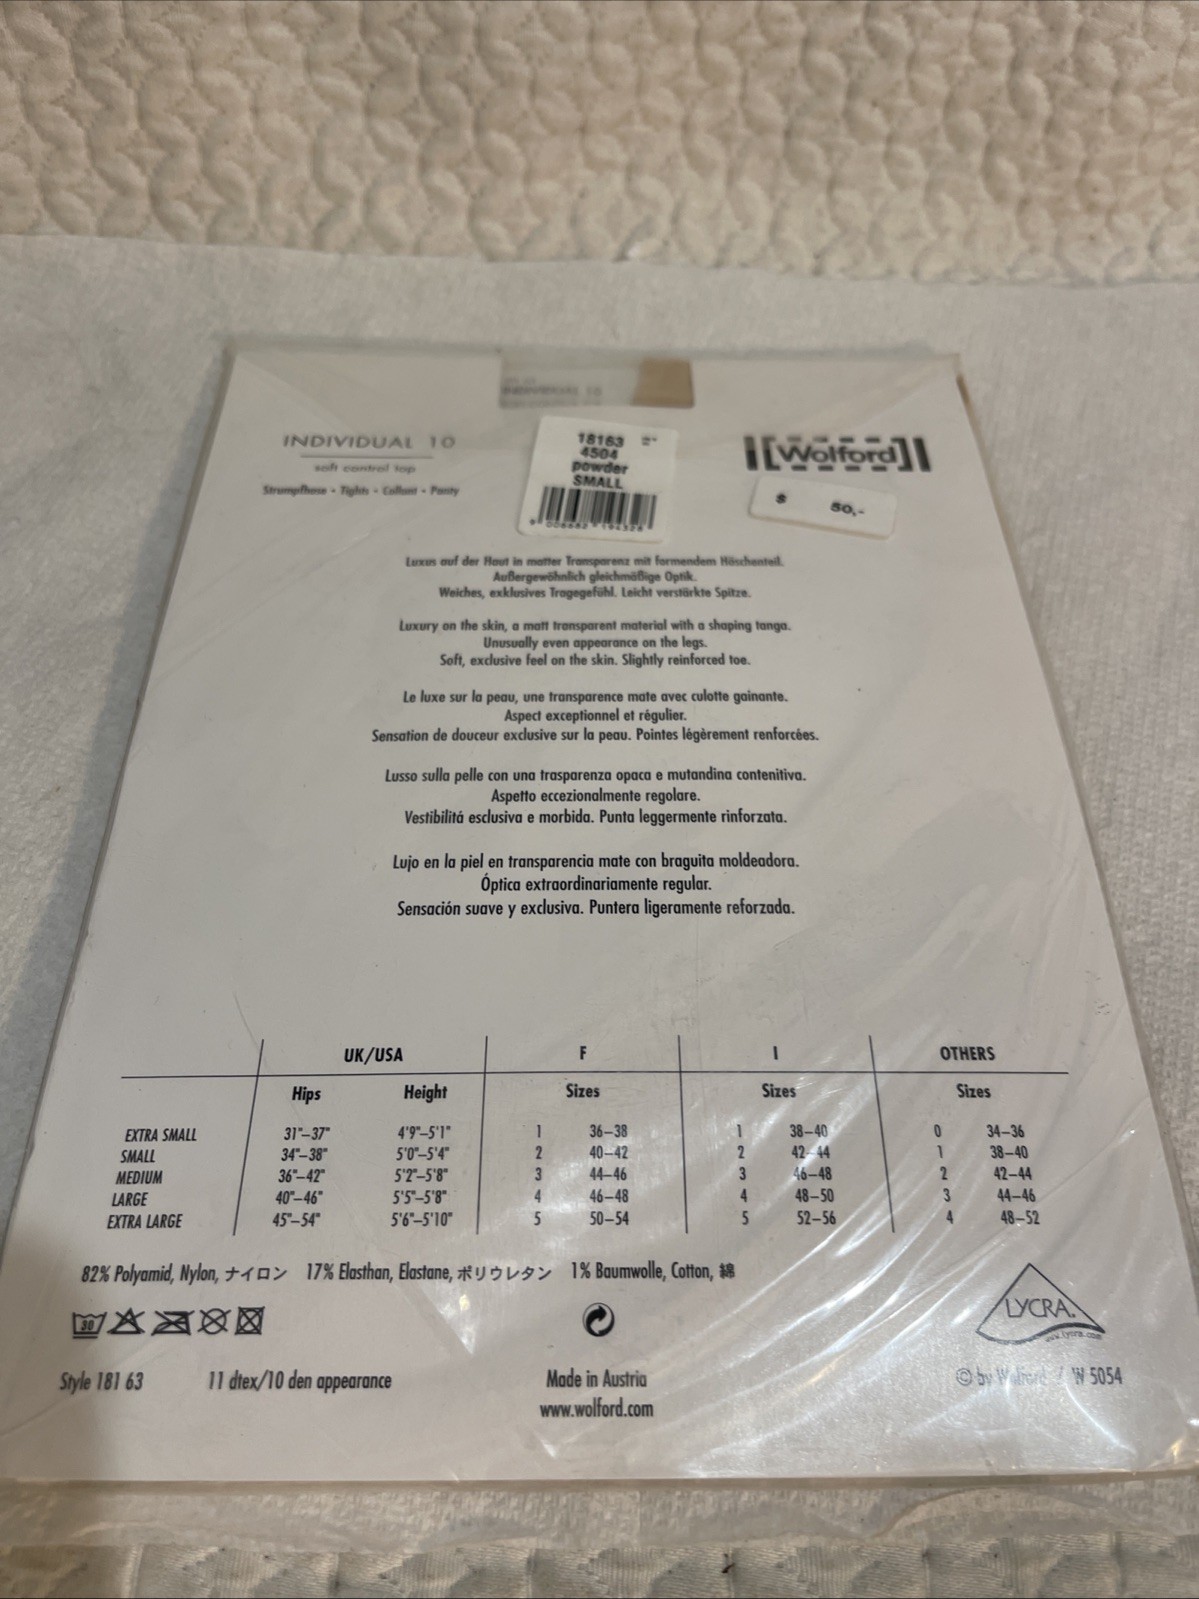 INDIVIDUAL 10
INDIVIDUAL 10
soft control top
Strumpfhose - Tights - Collant - Panty
18163
4504
powder
SMALL
Wolford
$ 50,-
Luxus auf der Haut in matter Transparenz mit formendem Höschenteil.
Außergewöhnlich gleichmäßige Optik.
Weiches, exklusives Tragegefühl. Leicht verstärkte Spitze.
Luxury on the skin, a matt transparent material with a shaping tanga.
Unusually even appearance on the legs.
Soft, exclusive feel on the skin. Slightly reinforced toe.
Le luxe sur la peau, une transparence mate avec culotte gainante.
Aspect exceptionnel et régulier.
Sensation de douceur exclusive sur la peau. Pointes légèrement renforcées.
Lusso sulla pelle con una trasparenza opaca e mutandina contenitiva.
Aspetto eccezionalmente regolare.
Vestibilitá esclusiva e morbida. Punta leggermente rinforzata.
Lujo en la piel en transparencia mate con braguita moldeadora.
Óptica extraordinariamente regular.
Sensación suave y exclusiva. Puntera ligeramente reforzada.
UK/USA F I OTHERS
Hips Height Sizes Sizes Sizes
EXTRA SMALL 31"–37" 4'9"–5'1" 1 36–38 1 38–40 0 34–36
SMALL 34"–38" 5'0"–5'4" 2 40–42 2 42–44 1 38–40
MEDIUM 36"–42" 5'2"–5'8" 3 44–46 3 46–48 2 42–44
LARGE 40"–46" 5'5"–5'8" 4 46–48 4 48–50 3 44–46
EXTRA LARGE 45"–54" 5'6"–5'10" 5 50–54 5 52–56 4 48–52
82% Polyamid, Nylon, ナイロン 17% Elasthan, Elastane, ポリウレタン 1% Baumwolle, Cotton, 綿
30
LYCRA.
www.lycra.com
Style 181 63 11 dtex/10 den appearance
Made in Austria
© by Wolford / W 5054
www.wolford.com